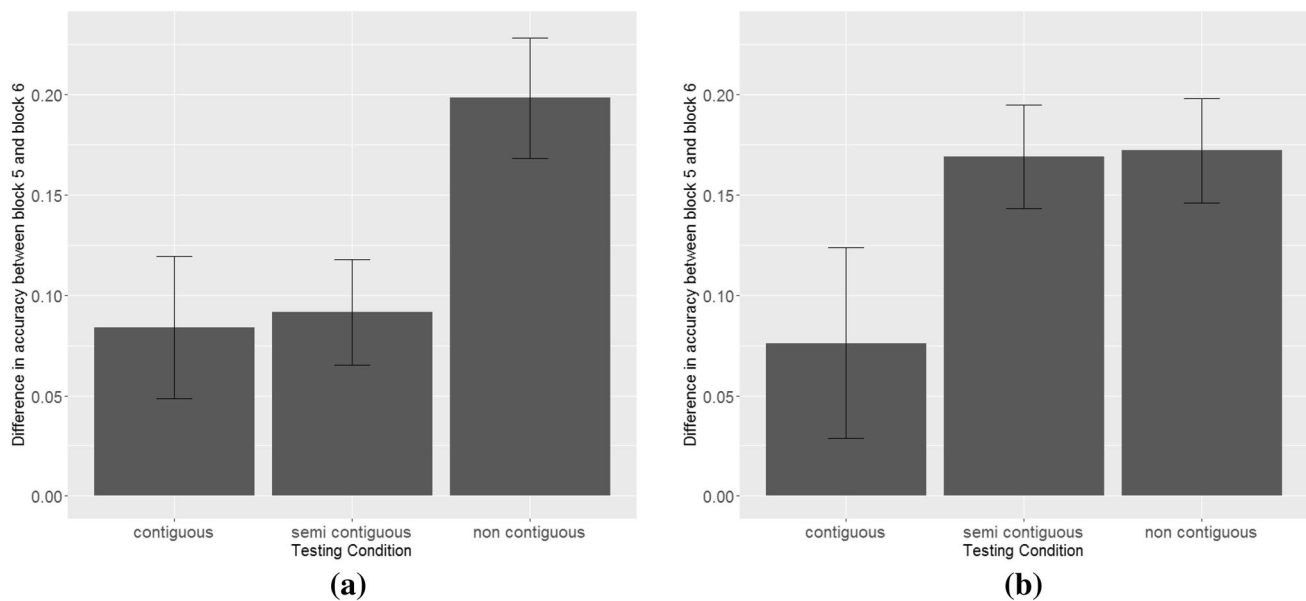 Difference in accuracy between block 5 and block 6
0.20
0.15
0.10
0.05
0.00
contiguous semi contiguous non contiguous
Testing Condition
(a)
Difference in accuracy between block 5 and block 6
0.20
0.15
0.10
0.05
0.00
contiguous semi contiguous non contiguous
Testing Condition
(b)